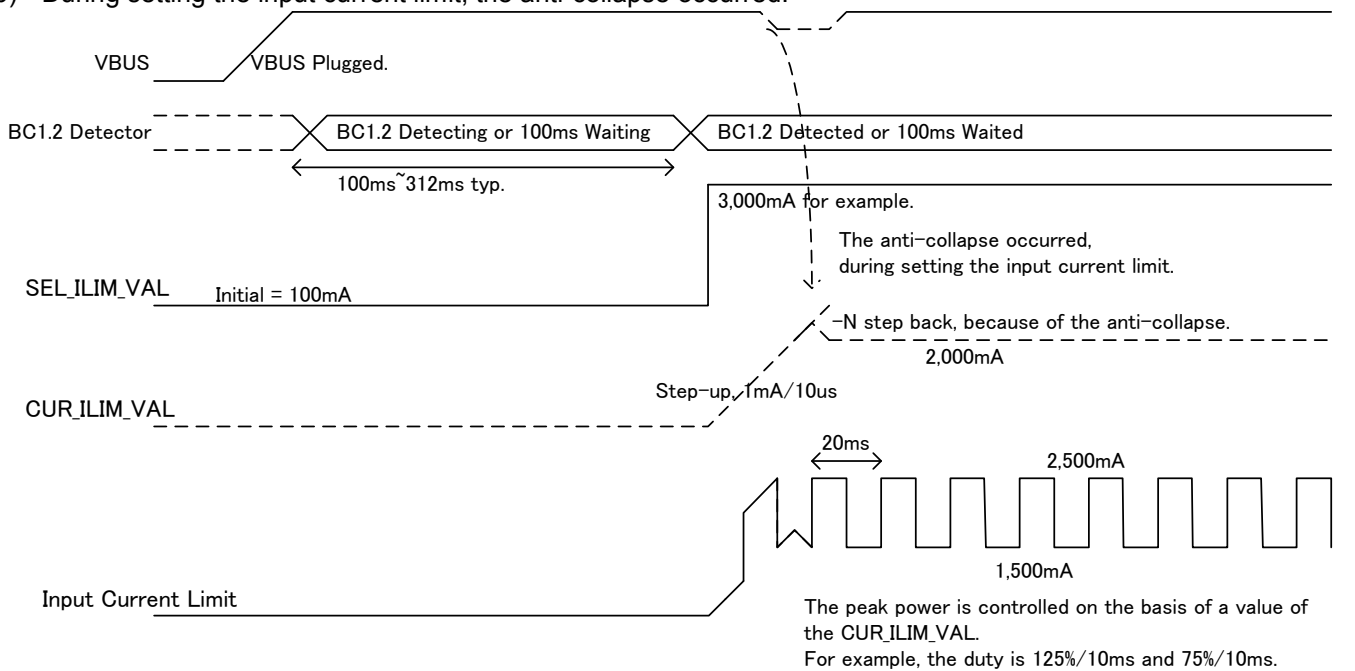 During setting the input current limit, the anti-collapse occurred.
VBUS
VBUS Plugged.
BC1.2 Detector
BC1.2 Detecting or 100ms Waiting
BC1.2 Detected or 100ms Waited
100ms~312ms typ.
3,000mA for example.
The anti-collapse occurred,
during setting the input current limit.
SEL_ILIM_VAL
Initial = 100mA
-N step back, because of the anti-collapse.
2,000mA
Step-up, 1mA/10us
CUR_ILIM_VAL
20ms
2,500mA
1,500mA
Input Current Limit
The peak power is controlled on the basis of a value of
the CUR_ILIM_VAL.
For example, the duty is 125%/10ms and 75%/10ms.